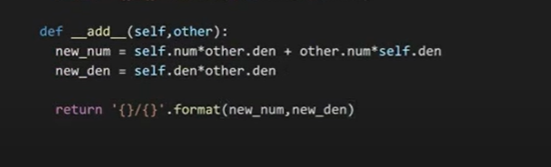 def __add__(self,other):
new_num = self.num*other.den + other.num*self.den
new_den = self.den*other.den
return '{}/{}'.format(new_num,new_den)